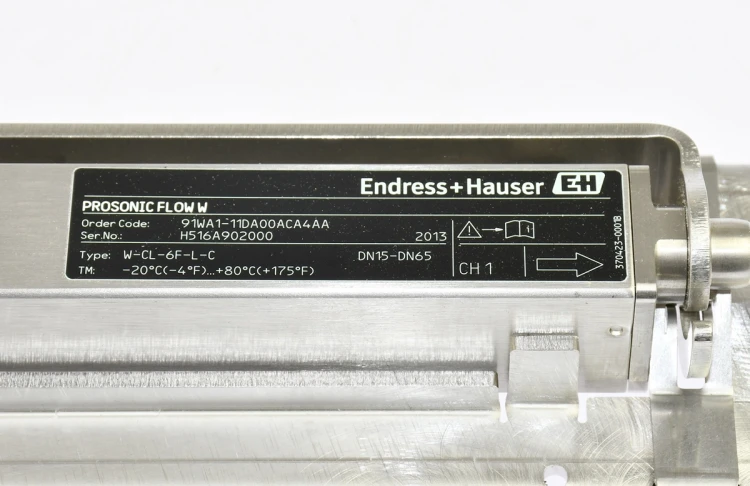 Endress+Hauser EH
PROSONIC FLOW W
Order Code: 91WA1-11DA00ACA4AA
Ser.No.: H516A902000 2013
Type: W-CL-6F-L-C DN15-DN65
TM: -20°C(-4°F)...+80°C(+175°F)
CH 1
i
370423-0001B